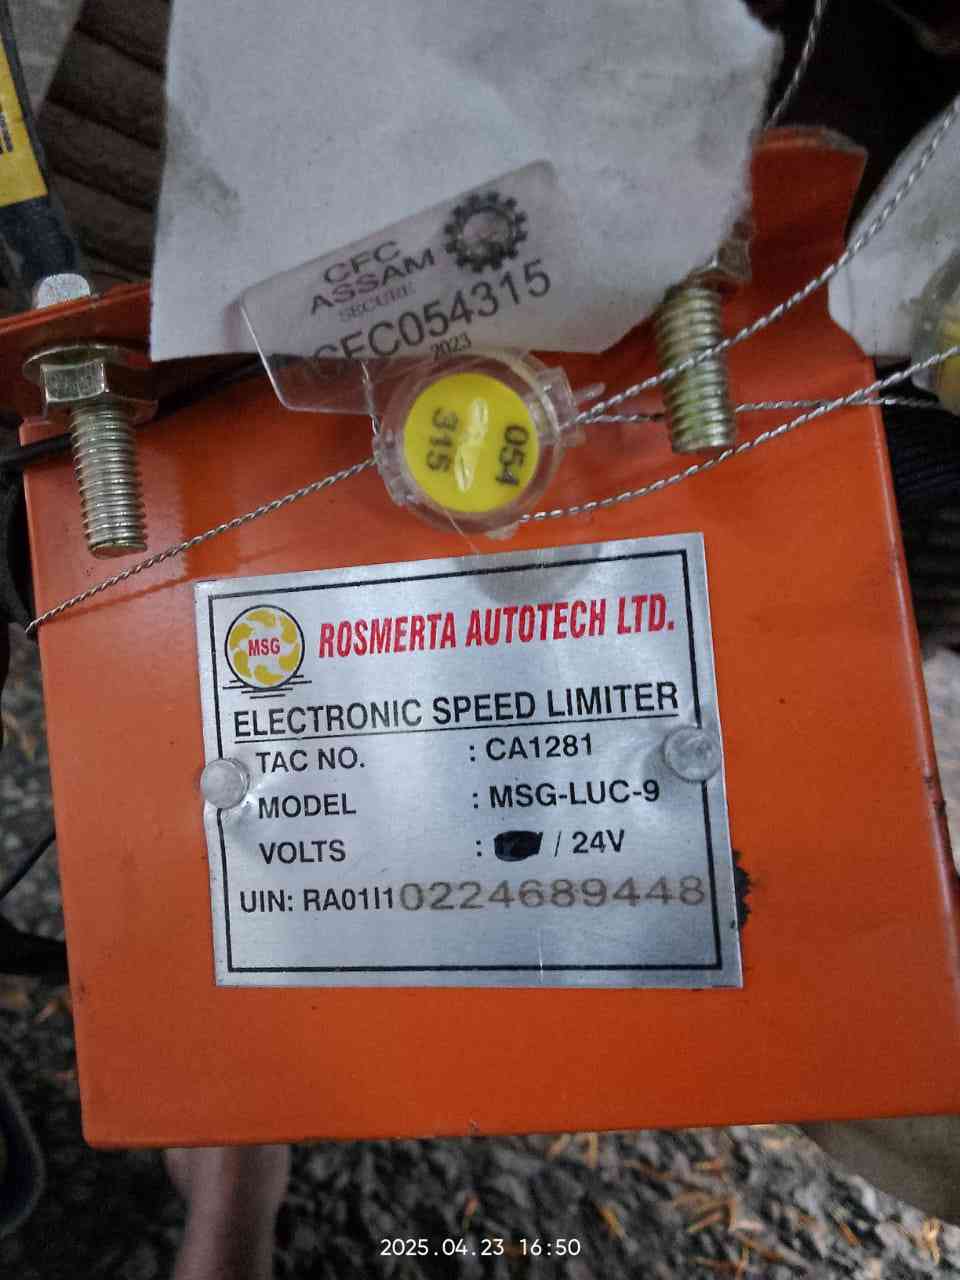 CFC
ASSAM
SECURE
CFC054315
2023
054
315
MSG
ROSMERTA AUTOTECH LTD.
ELECTRONIC SPEED LIMITER
TAC NO. : CA1281
MODEL : MSG-LUC-9
VOLTS : / 24V
UIN: RA01I10224689448
2025.04.23 16:50